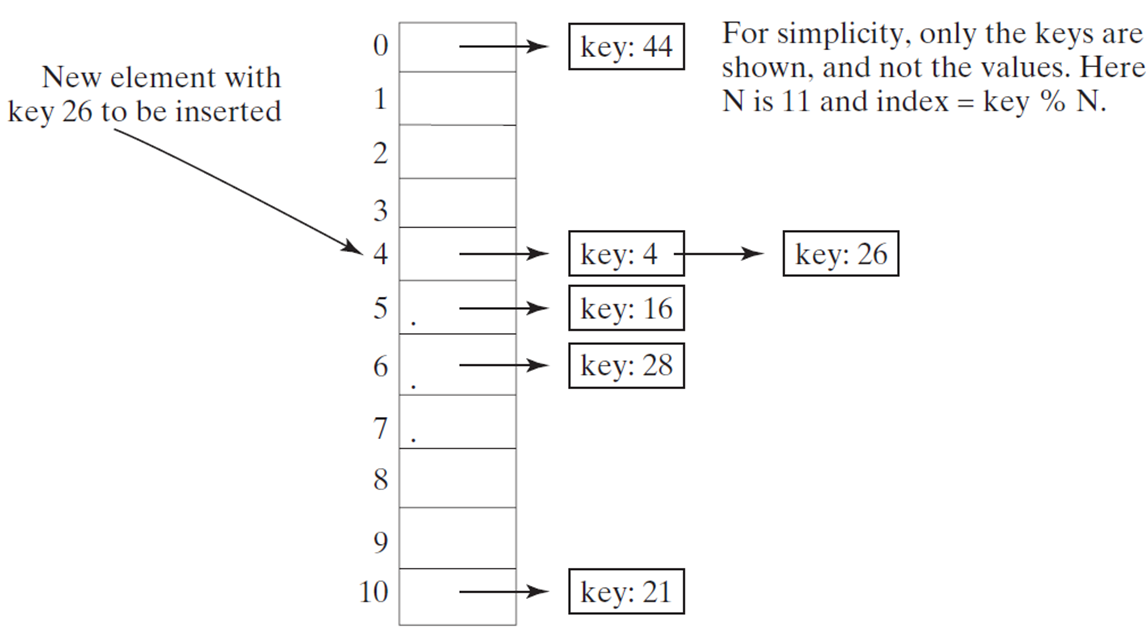 0
key: 44
For simplicity, only the keys are
shown, and not the values. Here
N is 11 and index = key % N.
New element with
key 26 to be inserted
1
2
3
4
key: 4
key: 26
5
.
key: 16
6
.
key: 28
7
.
8
9
10
key: 21